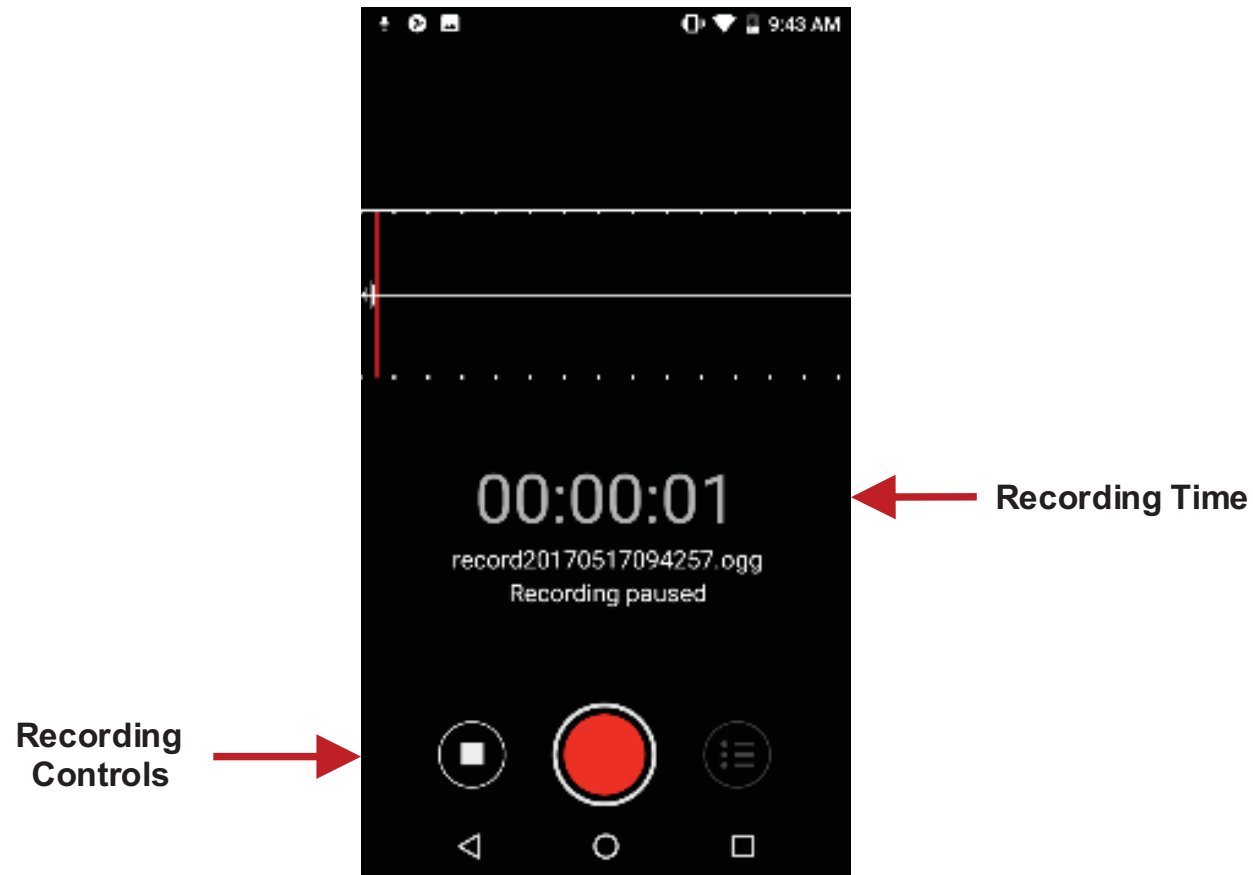 9:43 AM
00:00:01
Recording Time
record20170517094257.ogg
Recording paused
Recording
Controls